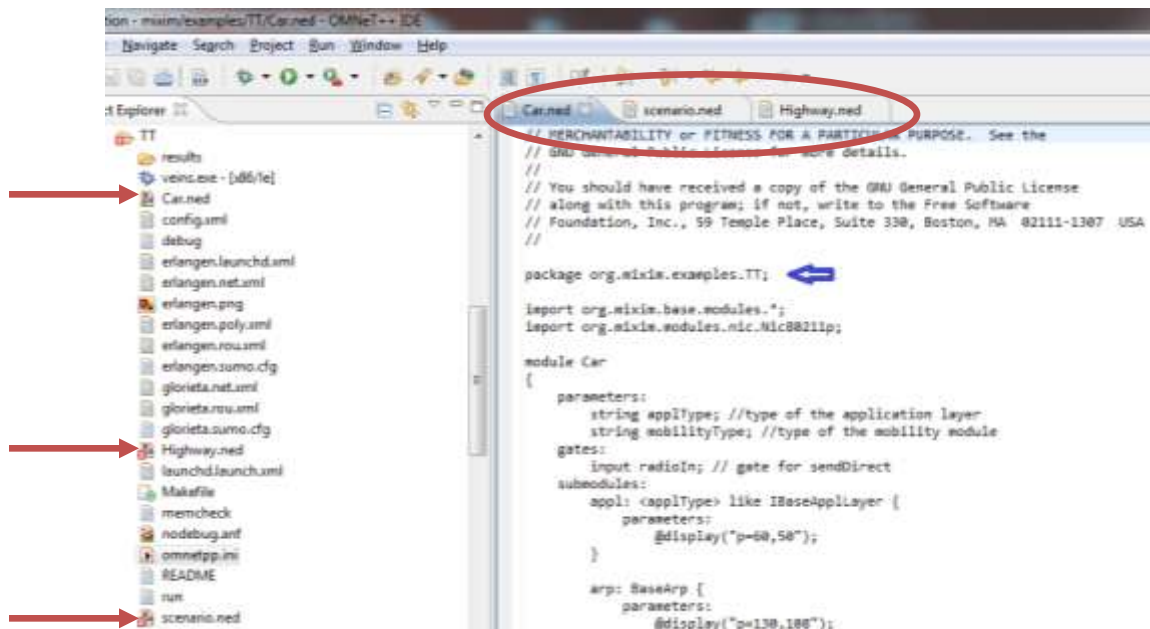 tion - mixim/examples/TT/Car.ned - OMNeT++ IDE
Navigate Search Project Run Window Help
t Explorer
Car.ned
scenario.ned
Highway.ned
TT
results
veins.exe - [x86/le]
Car.ned
config.xml
debug
erlangen.launchd.xml
erlangen.net.xml
erlangen.png
erlangen.poly.xml
erlangen.rou.xml
erlangen.sumo.cfg
glorieta.net.xml
glorieta.rou.xml
glorieta.sumo.cfg
Highway.ned
launchd.launch.xml
Makefile
memcheck
nodebug.anf
omnetpp.ini
README
run
scenario.ned
// MERCHANTABILITY or FITNESS FOR A PARTICULAR PURPOSE. See the
// GNU General Public License for more details.
//
// You should have received a copy of the GNU General Public License
// along with this program; if not, write to the Free Software
// Foundation, Inc., 59 Temple Place, Suite 330, Boston, MA 02111-1307 USA
//
package org.mixim.examples.TT;
import org.mixim.base.modules.*;
import org.mixim.modules.nic.Nic80211p;
module Car
{
parameters:
string applType; //type of the application layer
string mobilityType; //type of the mobility module
gates:
input radioIn; // gate for sendDirect
submodules:
appl: <applType> like IBaseApplLayer {
parameters:
@display("p=60,50");
}
arp: BaseArp {
parameters:
@display("p=130,108");